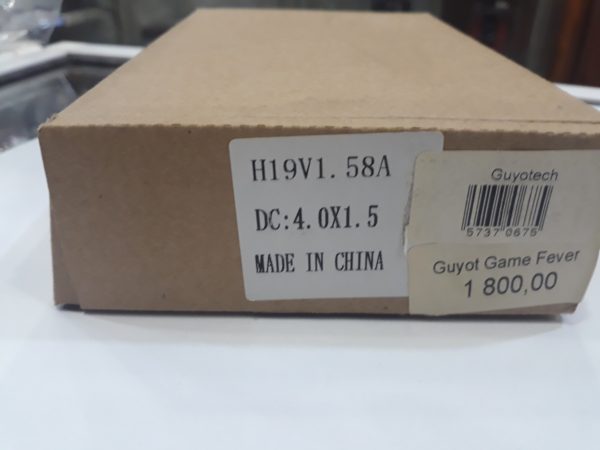 H19V1.58A
DC:4.0X1.5
MADE IN CHINA
Guyotech
5737 0675
Guyot Game Fever
1 800,00